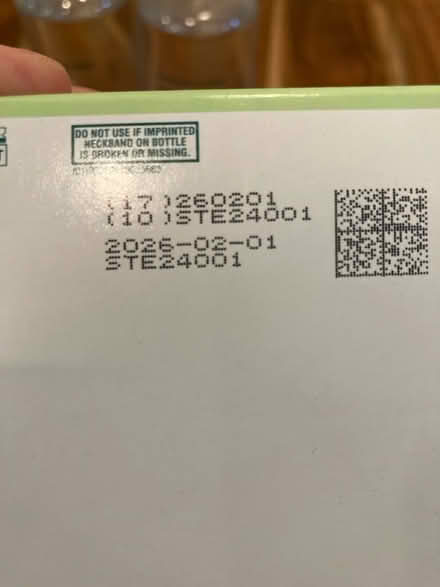 DO NOT USE IF IMPRINTED
NECKBAND ON BOTTLE
IS BROKEN OR MISSING.
(17)260201
(10)STE24001
2026-02-01
STE24001